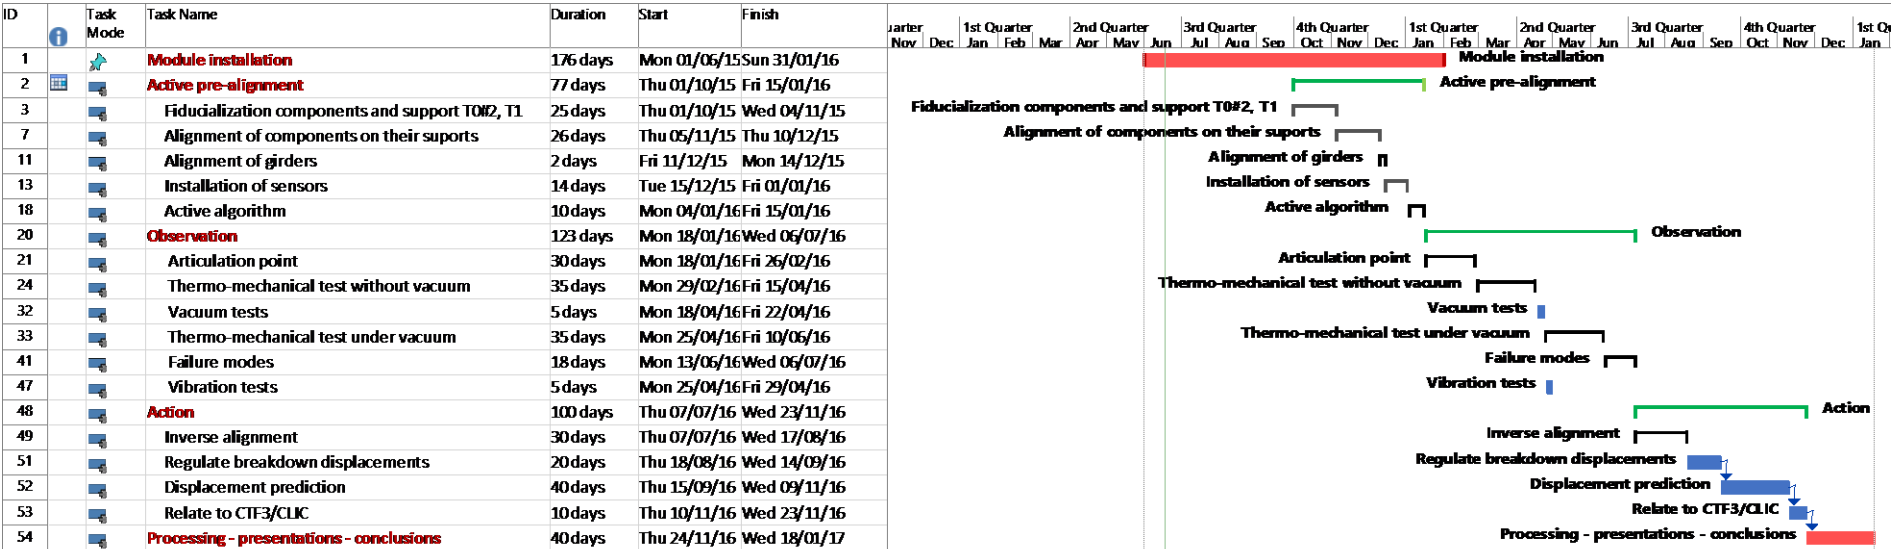 ID Task Mode Task Name Duration Start Finish
uarter 1st Quarter 2nd Quarter 3rd Quarter 4th Quarter 1st Quarter 2nd Quarter 3rd Quarter 4th Quarter 1st Q
Nov Dec Jan Feb Mar Apr May Jun Jul Aug Sep Oct Nov Dec Jan Feb Mar Apr May Jun Jul Aug Sep Oct Nov Dec Jan
1 Module installation 176 days Mon 01/06/15 Sun 31/01/16 Module installation
2 Active pre-alignment 77 days Thu 01/10/15 Fri 15/01/16 Active pre-alignment
3 Fiducialization components and support T0#2, T1 25 days Thu 01/10/15 Wed 04/11/15 Fiducialization components and support T0#2, T1
7 Alignment of components on their suports 26 days Thu 05/11/15 Thu 10/12/15 Alignment of components on their suports
11 Alignment of girders 2 days Fri 11/12/15 Mon 14/12/15 Alignment of girders
13 Installation of sensors 14 days Tue 15/12/15 Fri 01/01/16 Installation of sensors
18 Active algorithm 10 days Mon 04/01/16 Fri 15/01/16 Active algorithm
20 Observation 123 days Mon 18/01/16 Wed 06/07/16 Observation
21 Articulation point 30 days Mon 18/01/16 Fri 26/02/16 Articulation point
24 Thermo-mechanical test without vacuum 35 days Mon 29/02/16 Fri 15/04/16 Thermo-mechanical test without vacuum
32 Vacuum tests 5 days Mon 18/04/16 Fri 22/04/16 Vacuum tests
33 Thermo-mechanical test under vacuum 35 days Mon 25/04/16 Fri 10/06/16 Thermo-mechanical test under vacuum
41 Failure modes 18 days Mon 13/06/16 Wed 06/07/16 Failure modes
47 Vibration tests 5 days Mon 25/04/16 Fri 29/04/16 Vibration tests
48 Action 100 days Thu 07/07/16 Wed 23/11/16 Action
49 Inverse alignment 30 days Thu 07/07/16 Wed 17/08/16 Inverse alignment
51 Regulate breakdown displacements 20 days Thu 18/08/16 Wed 14/09/16 Regulate breakdown displacements
52 Displacement prediction 40 days Thu 15/09/16 Wed 09/11/16 Displacement prediction
53 Relate to CTF3/CLIC 10 days Thu 10/11/16 Wed 23/11/16 Relate to CTF3/CLIC
54 Processing - presentations - conclusions 40 days Thu 24/11/16 Wed 18/01/17 Processing - presentations - conclusions